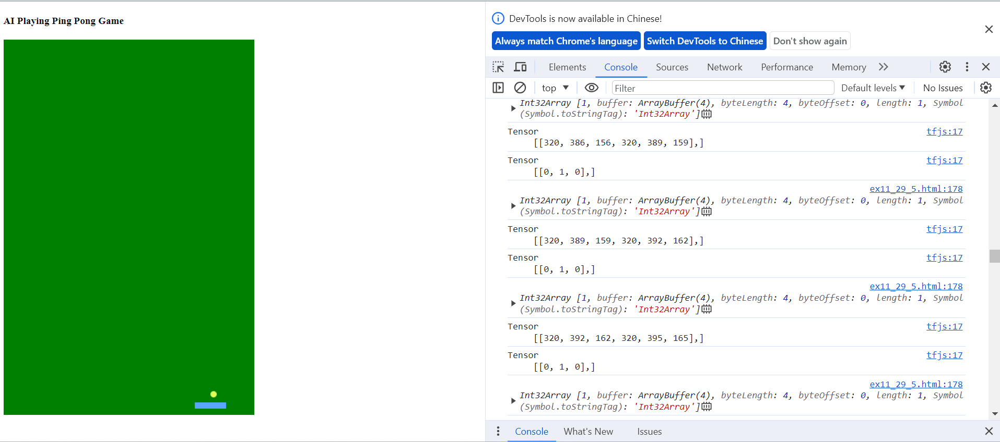 AI Playing Ping Pong Game
DevTools is now available in Chinese!
Always match Chrome's language
Switch DevTools to Chinese
Don't show again
Elements
Console
Sources
Network
Performance
Memory
top
Filter
Default levels
No Issues
Int32Array [1, buffer: ArrayBuffer(4), byteLength: 4, byteOffset: 0, length: 1, Symbol
(Symbol.toStringTag): 'Int32Array']
Tensor tfjs:17
[[320, 386, 156, 320, 389, 159],]
Tensor tfjs:17
[[0, 1, 0],]
ex11_29_5.html:178
Int32Array [1, buffer: ArrayBuffer(4), byteLength: 4, byteOffset: 0, length: 1, Symbol
(Symbol.toStringTag): 'Int32Array']
Tensor tfjs:17
[[320, 389, 159, 320, 392, 162],]
Tensor tfjs:17
[[0, 1, 0],]
ex11_29_5.html:178
Int32Array [1, buffer: ArrayBuffer(4), byteLength: 4, byteOffset: 0, length: 1, Symbol
(Symbol.toStringTag): 'Int32Array']
Tensor tfjs:17
[[320, 392, 162, 320, 395, 165],]
Tensor tfjs:17
[[0, 1, 0],]
ex11_29_5.html:178
Int32Array [1, buffer: ArrayBuffer(4), byteLength: 4, byteOffset: 0, length: 1, Symbol
(Symbol.toStringTag): 'Int32Array']
Console
What's New
Issues